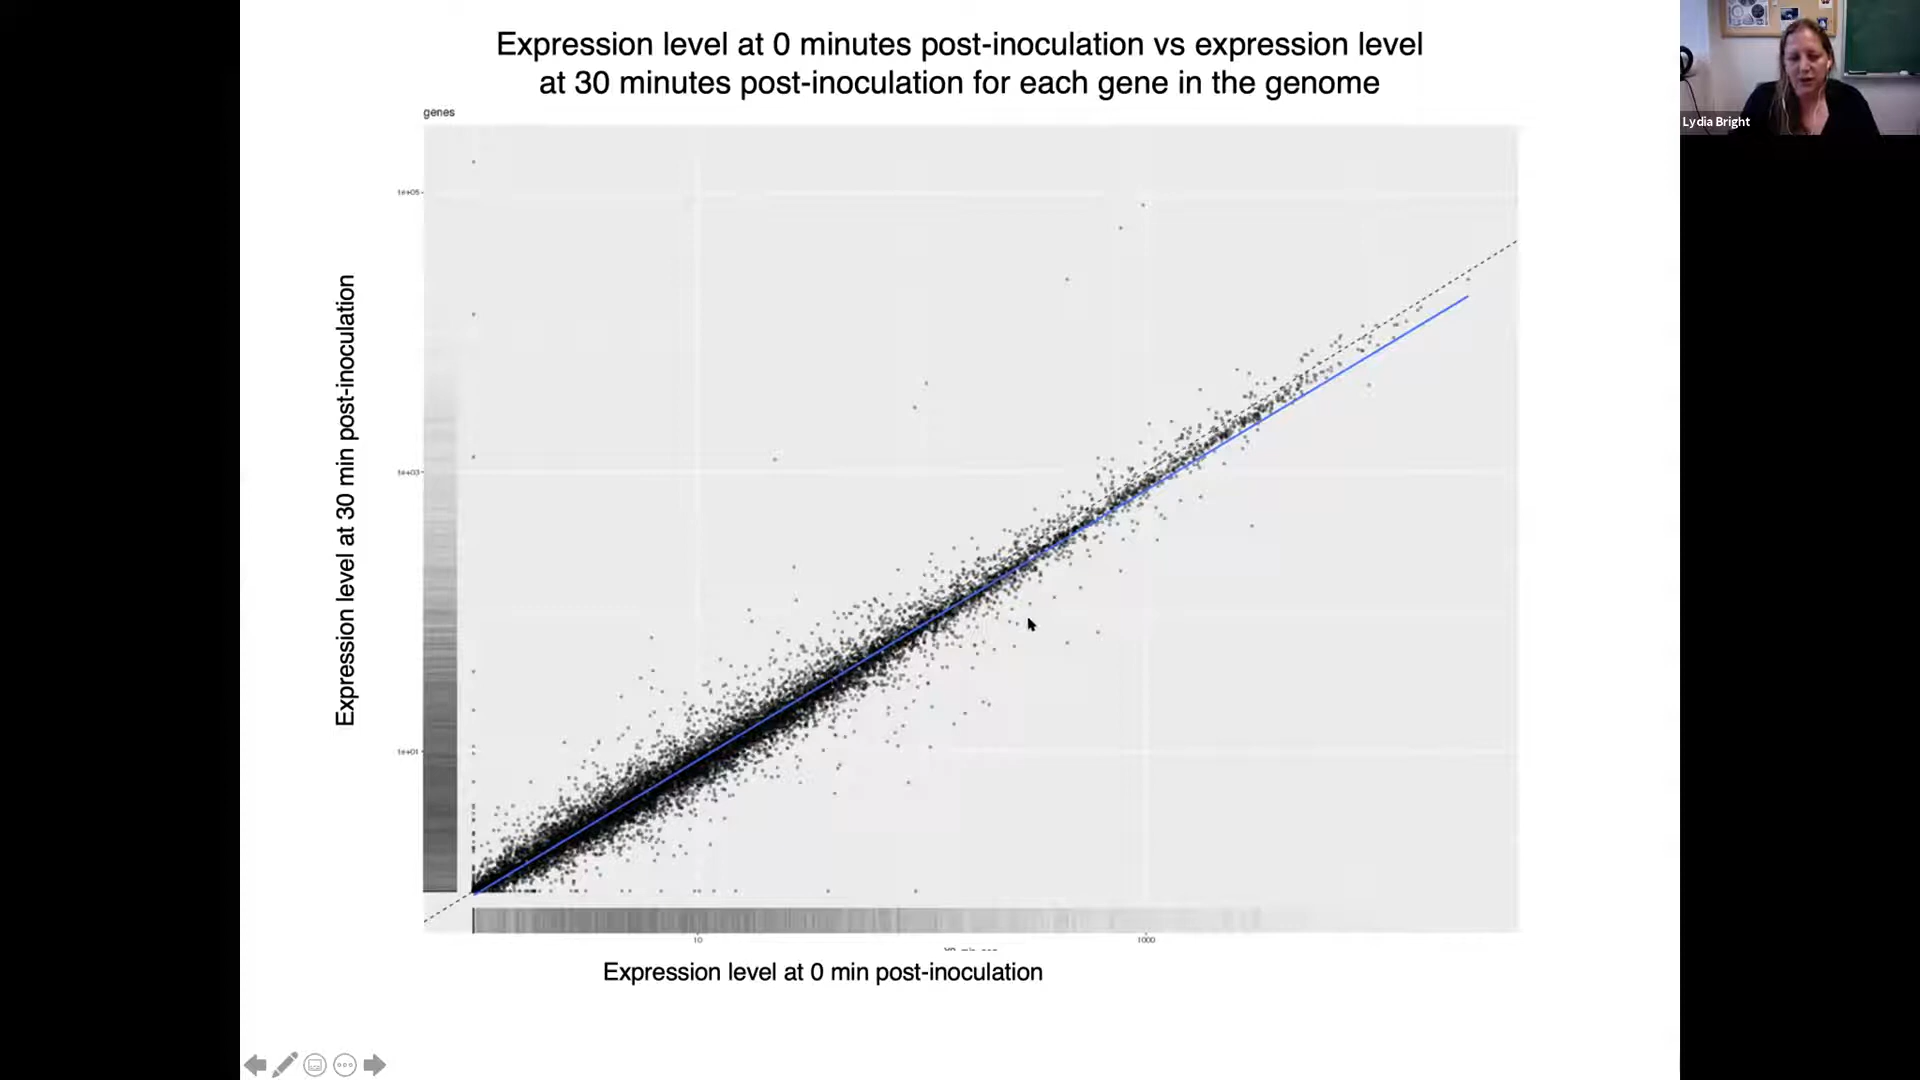 Expression level at 0 minutes post-inoculation vs expression level
at 30 minutes post-inoculation for each gene in the genome
Lydia Bright
genes
1e+05
1e+03
1e+01
Expression level at 30 min post-inoculation
10
1000
Expression level at 0 min post-inoculation